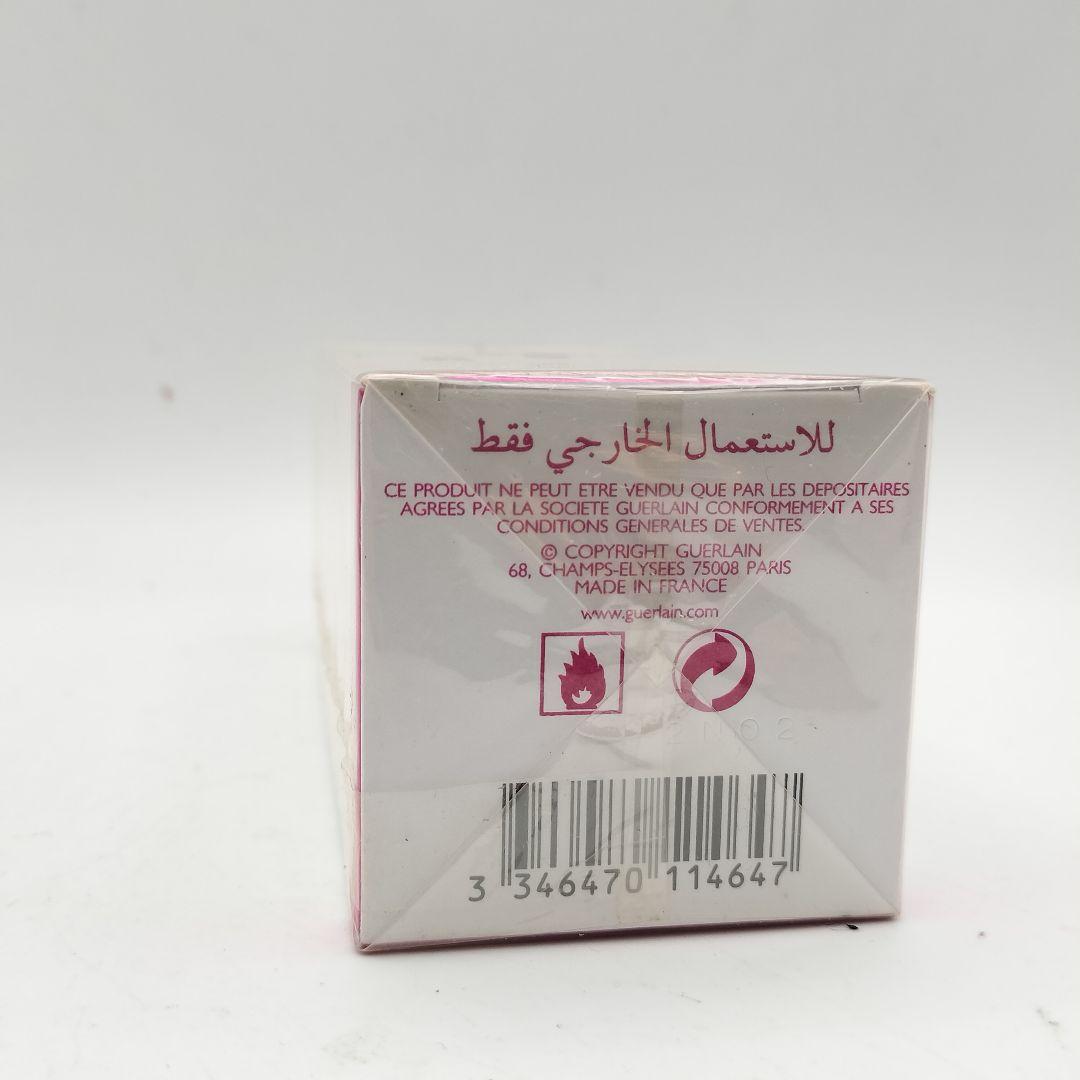 للاستعمال الخارجي فقط
CE PRODUIT NE PEUT ETRE VENDU QUE PAR LES DEPOSITAIRES
AGREES PAR LA SOCIETE GUERLAIN CONFORMEMENT A SES
CONDITIONS GENERALES DE VENTES.
© COPYRIGHT GUERLAIN
68, CHAMPS-ELYSEES 75008 PARIS
MADE IN FRANCE
www.guerlain.com
2N02
3 346470 114647